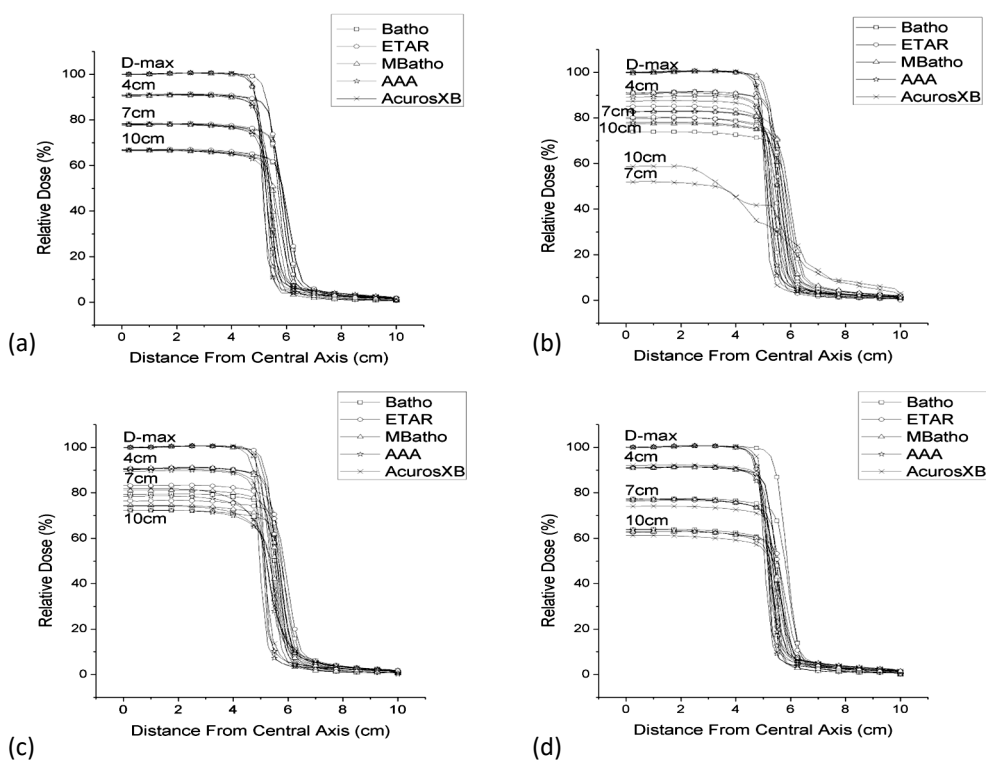 Batho
ETAR
MBatho
AAA
AcurosXB
D-max
4cm
7cm
10cm
100
80
60
40
20
0
Relative Dose (%)
0 2 4 6 8 10
Distance From Central Axis (cm)
(a)
Batho
ETAR
MBatho
AAA
AcurosXB
D-max
4cm
7cm
10cm
10cm
7cm
100
80
60
40
20
0
Relative Dose (%)
0 2 4 6 8 10
Distance From Central Axis (cm)
(b)
Batho
ETAR
MBatho
AAA
AcurosXB
D-max
4cm
7cm
10cm
100
80
60
40
20
0
Relative Dose (%)
0 2 4 6 8 10
Distance From Central Axis (cm)
(c)
Batho
ETAR
MBatho
AAA
AcurosXB
D-max
4cm
7cm
10cm
100
80
60
40
20
0
Relative Dose (%)
0 2 4 6 8 10
Distance From Central Axis (cm)
(d)